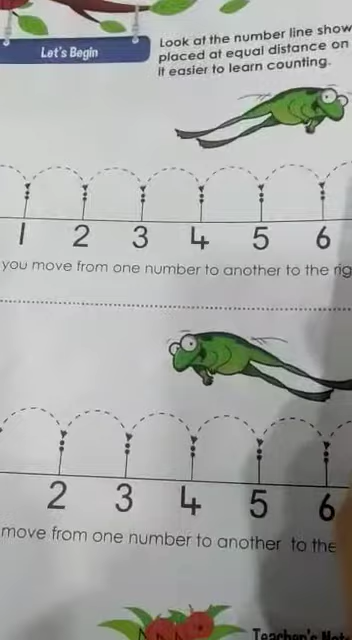 Let's Begin
Look at the number line show
placed at equal distance on
it easier to learn counting.
1 2 3 4 5 6
you move from one number to another to the rig
2 3 4 5 6
move from one number to another to the
Teacher's